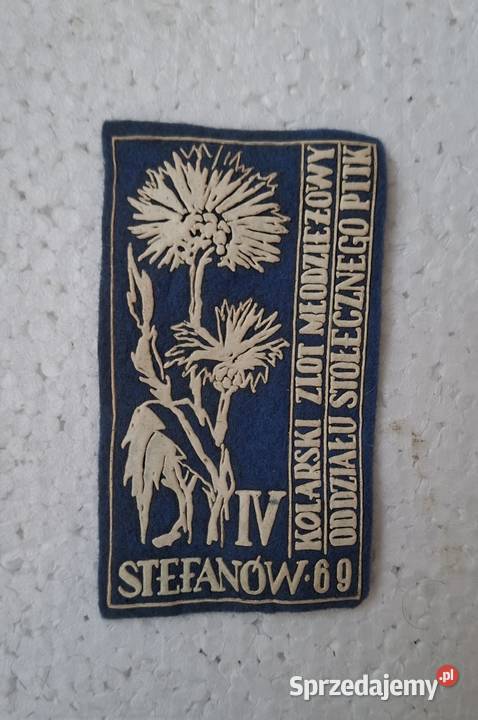 KOLARSKI ZLOT MŁODZIEŻOWY
ODDZIAŁU STOŁECZNEGO PTTK
IV
STEFANÓW·69
Sprzedajemy.pl